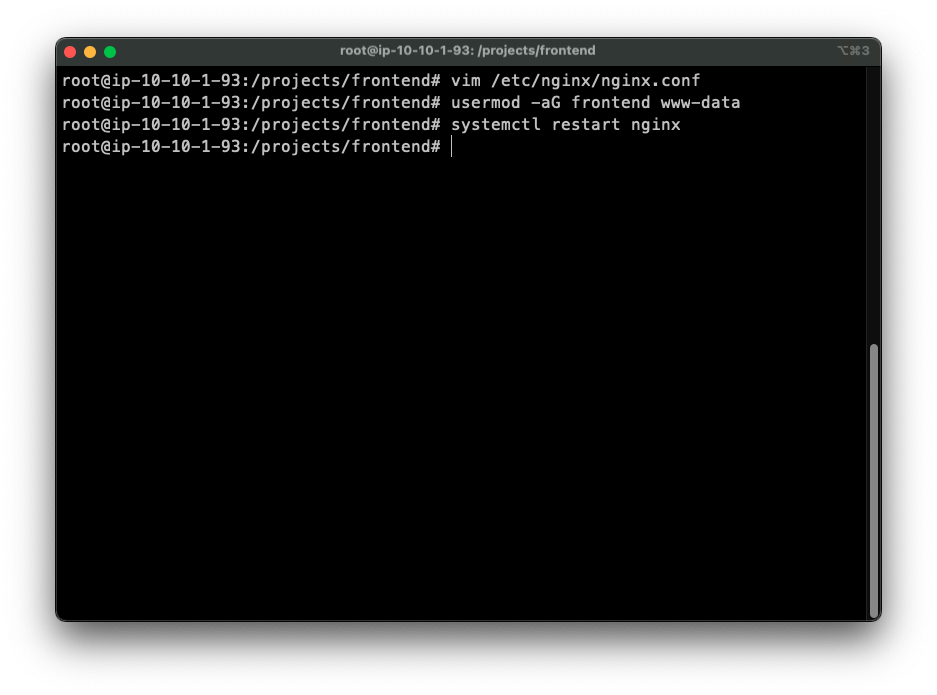 root@ip-10-10-1-93: /projects/frontend
⌥⌘3
root@ip-10-10-1-93:/projects/frontend# vim /etc/nginx/nginx.conf
root@ip-10-10-1-93:/projects/frontend# usermod -aG frontend www-data
root@ip-10-10-1-93:/projects/frontend# systemctl restart nginx
root@ip-10-10-1-93:/projects/frontend#